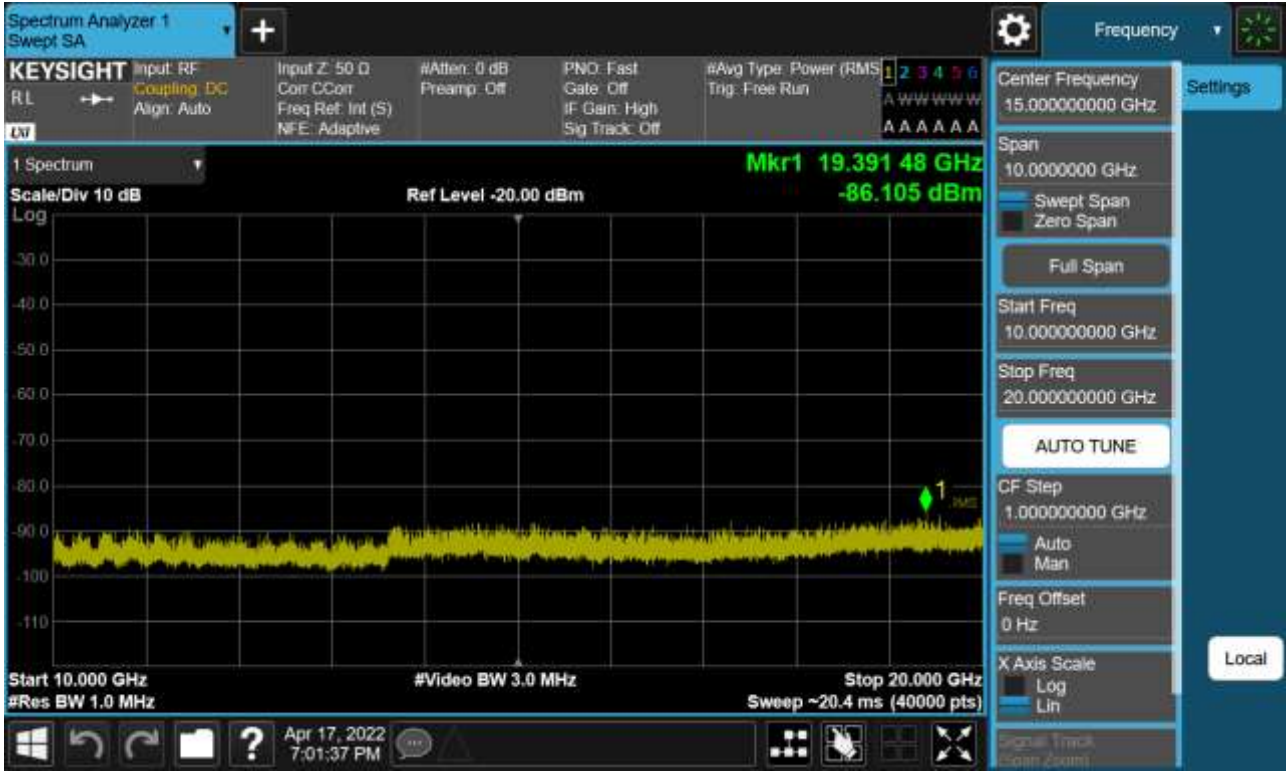 Spectrum Analyzer 1
Swept SA
+
Frequency
KEYSIGHT
RL
LXI
Input: RF
Coupling: DC
Align: Auto
Input Z: 50 Ω
Corr CCorr
Freq Ref: Int (S)
NFE: Adaptive
#Atten: 0 dB
Preamp: Off
PNO: Fast
Gate: Off
IF Gain: High
Sig Track: Off
#Avg Type: Power (RMS
Trig: Free Run
1 2 3 4 5 6
A W W W W W
A A A A A A
1 Spectrum
Mkr1 19.391 48 GHz
Scale/Div 10 dB
Ref Level -20.00 dBm
-86.105 dBm
Log
-30.0
-40.0
-50.0
-60.0
-70.0
-80.0
-90.0
-100
-110
1
RMS
Start 10.000 GHz
#Video BW 3.0 MHz
Stop 20.000 GHz
#Res BW 1.0 MHz
Sweep ~20.4 ms (40000 pts)
Center Frequency
15.000000000 GHz
Settings
Span
10.0000000 GHz
Swept Span
Zero Span
Full Span
Start Freq
10.000000000 GHz
Stop Freq
20.000000000 GHz
AUTO TUNE
CF Step
1.000000000 GHz
Auto
Man
Freq Offset
0 Hz
X Axis Scale
Log
Lin
Local
Signal Track
(Span Zoom)
?
Apr 17, 2022
7:01:37 PM